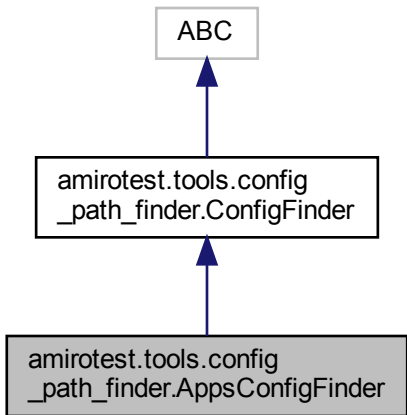 ABC
amirotest.tools.config
_path_finder.ConfigFinder
amirotest.tools.config
_path_finder.AppsConfigFinder